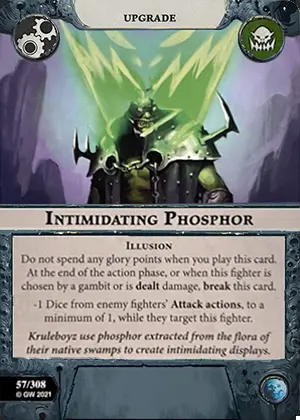 UPGRADE
INTIMIDATING PHOSPHOR
ILLUSION
Do not spend any glory points when you play this card.
At the end of the action phase, or when this fighter is
chosen by a gambit or is dealt damage, break this card.
-1 Dice from enemy fighters' Attack actions, to a
minimum of 1, while they target this fighter.
Kruleboyz use phosphor extracted from the flora of
their native swamps to create intimidating displays.
57/308
© GW 2021